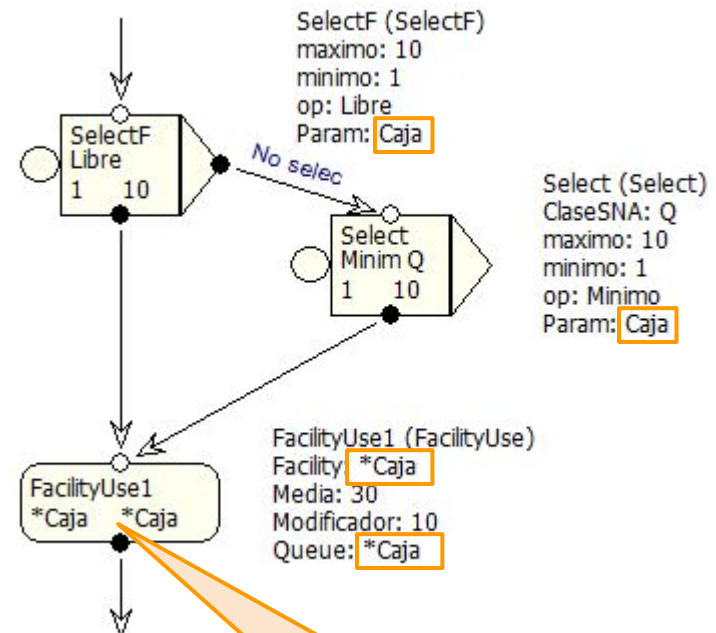 SelectF (SelectF)
maximo: 10
minimo: 1
op: Libre
Param: Caja
SelectF
Libre
1 10
No selec
Select
Minim Q
1 10
Select (Select)
ClaseSNA: Q
maximo: 10
minimo: 1
op: Minimo
Param: Caja
FacilityUse1 (FacilityUse)
Facility: *Caja
Media: 30
Modificador: 10
Queue: *Caja
FacilityUse1
*Caja *Caja